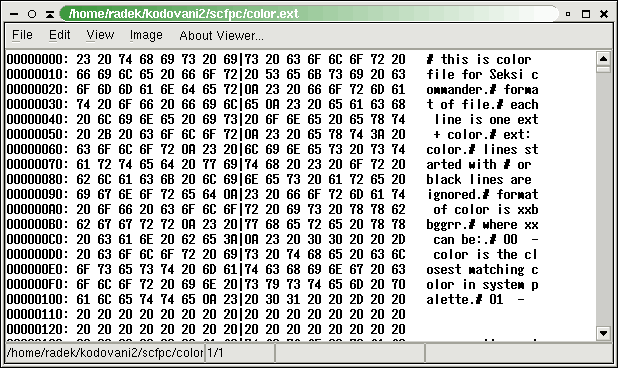 /home/radek/kodovani2/scfpc/color.ext
File Edit View Image About Viewer...
00000000: 23 20 74 68 69 73 20 69|73 20 63 6F 6C 6F 72 20 # this is color
00000010: 66 69 6C 65 20 66 6F 72|20 53 65 6B 73 69 20 63 file for Seksi c
00000020: 6F 6D 6D 61 6E 64 65 72|0A 23 20 66 6F 72 6D 61 ommander.# forma
00000030: 74 20 6F 66 20 66 69 6C|65 0A 23 20 65 61 63 68 t of file.# each
00000040: 20 6C 69 6E 65 20 69 73|20 6F 6E 65 20 65 78 74 line is one ext
00000050: 20 2B 20 63 6F 6C 6F 72|0A 23 20 65 78 74 3A 20 + color.# ext:
00000060: 63 6F 6C 6F 72 0A 23 20|6C 69 6E 65 73 20 73 74 color.# lines st
00000070: 61 72 74 65 64 20 77 69|74 68 20 23 20 6F 72 20 arted with # or
00000080: 62 6C 61 63 6B 20 6C 69|6E 65 73 20 61 72 65 20 black lines are
00000090: 69 67 6E 6F 72 65 64 0A|23 20 66 6F 72 6D 61 74 ignored.# format
000000A0: 20 6F 66 20 63 6F 6C 6F|72 20 69 73 20 78 78 62 of color is xxb
000000B0: 62 67 67 72 72 0A 23 20|77 68 65 72 65 20 78 78 bggrr.# where xx
000000C0: 20 63 61 6E 20 62 65 3A|0A 23 20 30 30 20 20 2D can be:.# 00 -
000000D0: 20 63 6F 6C 6F 72 20 69|73 20 74 68 65 20 63 6C color is the cl
000000E0: 6F 73 65 73 74 20 6D 61|74 63 68 69 6E 67 20 63 osest matching c
000000F0: 6F 6C 6F 72 20 69 6E 20|73 79 73 74 65 6D 20 70 olor in system p
00000100: 61 6C 65 74 74 65 0A 23|20 30 31 20 20 2D 20 20 alette.# 01 -
00000110: 20 20 20 20 20 20 20 20|20 20 20 20 20 20 20 20
00000120: 20 20 20 20 20 20 20 20|20 20 20 20 20 20 20 20
/home/radek/kodovani2/scfpc/color 1/1